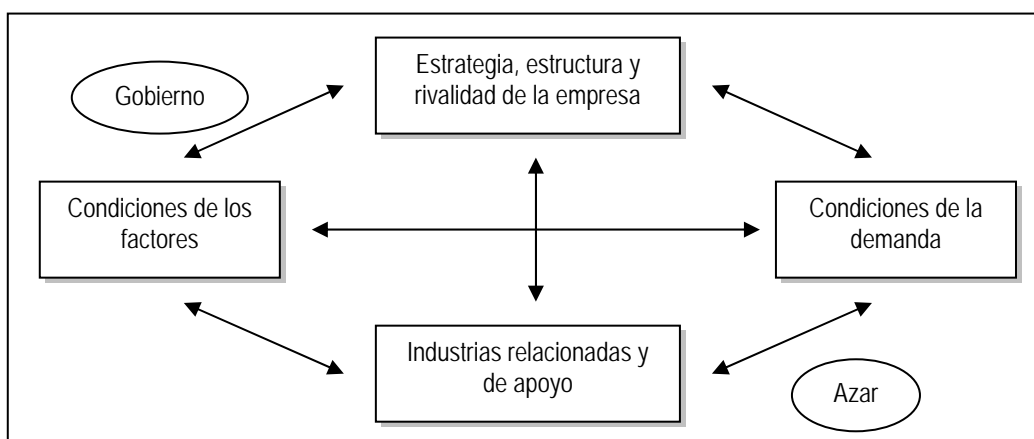 Estrategia, estructura y
rivalidad de la empresa
Gobierno
Condiciones de los
factores
Condiciones de la
demanda
Industrias relacionadas y
de apoyo
Azar